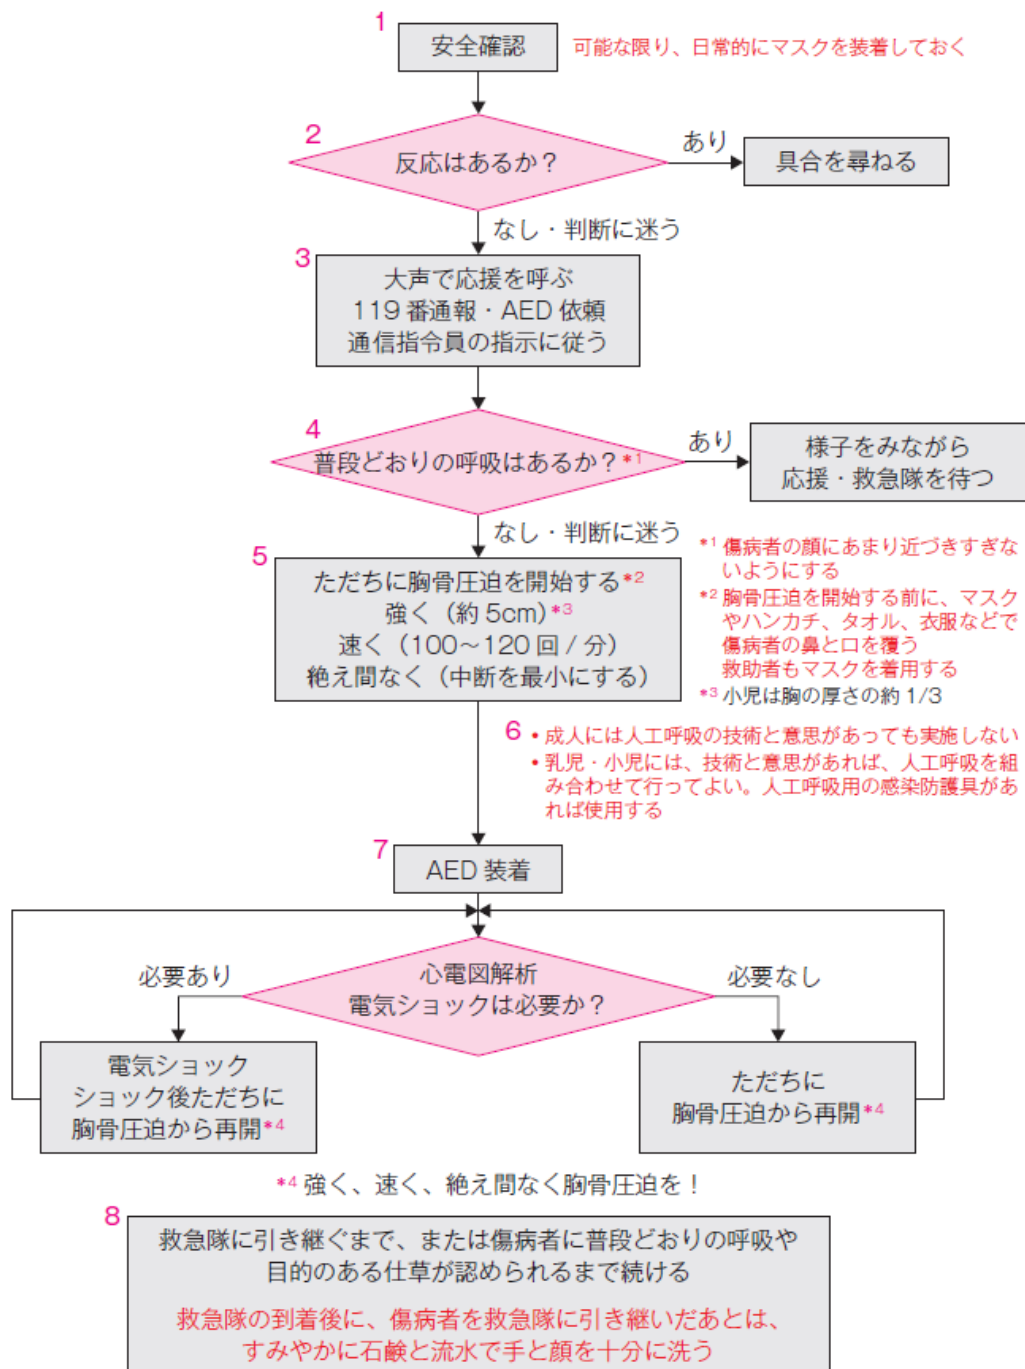 1
安全確認
可能な限り、日常的にマスクを装着しておく
2
反応はあるか？
あり
具合を尋ねる
なし・判断に迷う
3
大声で応援を呼ぶ
119番通報・AED依頼
通信指令員の指示に従う
4
普段どおりの呼吸はあるか？*1
あり
様子をみながら
応援・救急隊を待つ
なし・判断に迷う
5
ただちに胸骨圧迫を開始する*2
強く（約5cm）*3
速く（100～120回/分）
絶え間なく（中断を最小にする）
*1 傷病者の顔にあまり近づきすぎな
いようにする
*2 胸骨圧迫を開始する前に、マスク
やハンカチ、タオル、衣服などで
傷病者の鼻と口を覆う
救助者もマスクを着用する
*3 小児は胸の厚さの約1/3
6
• 成人には人工呼吸の技術と意思があっても実施しない
• 乳児・小児には、技術と意思があれば、人工呼吸を組
み合わせて行ってよい。人工呼吸用の感染防護具があ
れば使用する
7
AED装着
心電図解析
電気ショックは必要か？
必要あり
必要なし
電気ショック
ショック後ただちに
胸骨圧迫から再開*4
ただちに
胸骨圧迫から再開*4
*4 強く、速く、絶え間なく胸骨圧迫を！
8
救急隊に引き継ぐまで、または傷病者に普段どおりの呼吸や
目的のある仕草が認められるまで続ける
救急隊の到着後に、傷病者を救急隊に引き継いだあとは、
すみやかに石鹸と流水で手と顔を十分に洗う